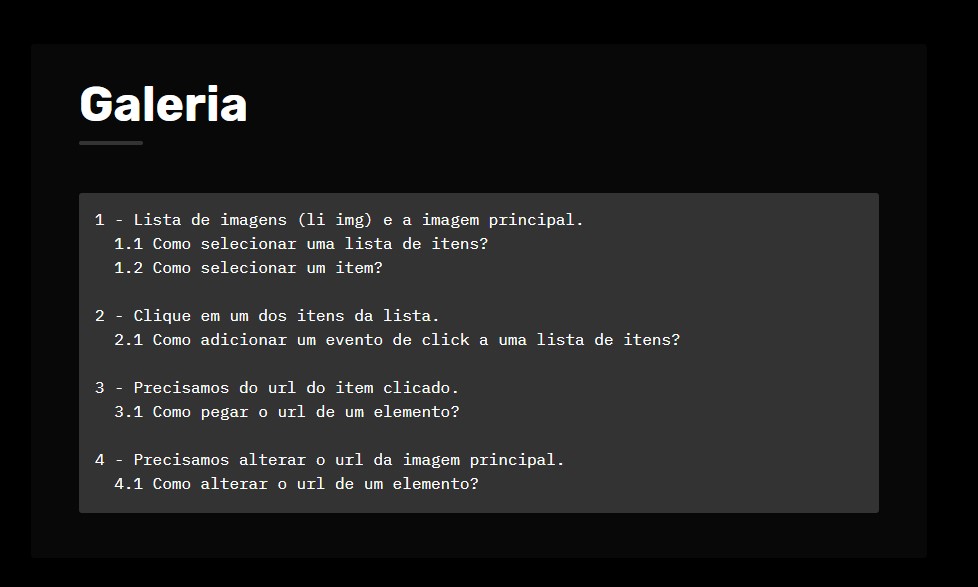 Galeria
1 - Lista de imagens (li img) e a imagem principal.
1.1 Como selecionar uma lista de itens?
1.2 Como selecionar um item?
2 - Clique em um dos itens da lista.
2.1 Como adicionar um evento de click a uma lista de itens?
3 - Precisamos do url do item clicado.
3.1 Como pegar o url de um elemento?
4 - Precisamos alterar o url da imagem principal.
4.1 Como alterar o url de um elemento?